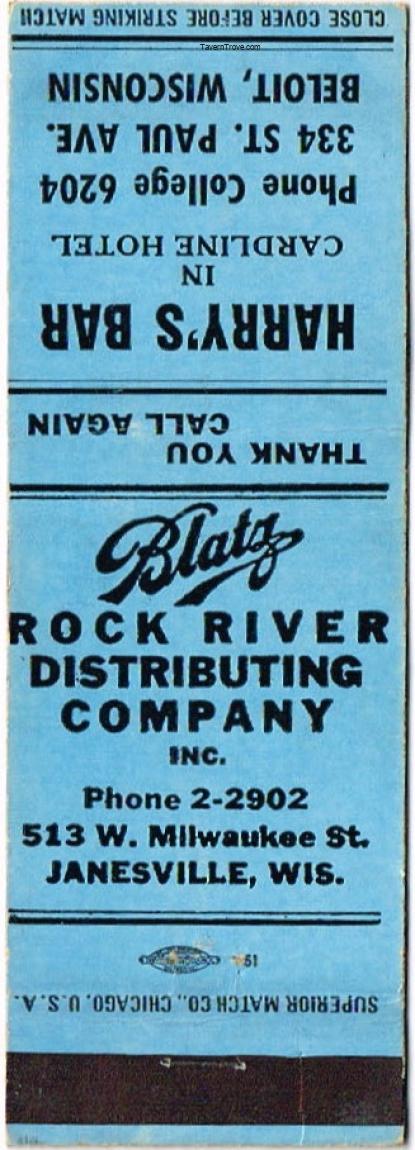 CLOSE COVER BEFORE STRIKING MATCH
TavernTrove.com
HARRY'S BAR
IN
CARDLINE HOTEL
Phone College 6204
334 ST. PAUL AVE.
BELOIT, WISCONSIN
THANK YOU
CALL AGAIN
Blatz
ROCK RIVER
DISTRIBUTING
COMPANY
INC.
Phone 2-2902
513 W. Milwaukee St.
JANESVILLE, WIS.
SUPERIOR MATCH CO., CHICAGO, U.S.A.